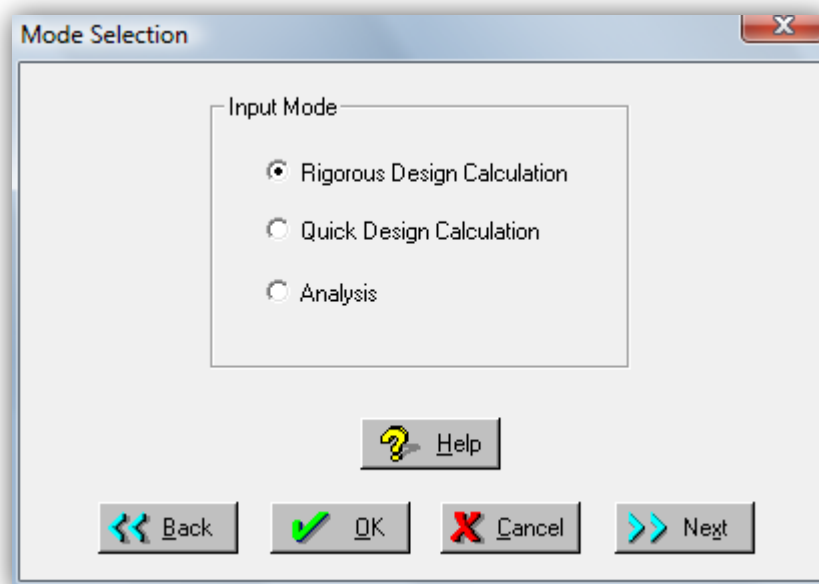 Mode Selection
Input Mode
Rigorous Design Calculation
Quick Design Calculation
Analysis
Help
Back OK Cancel Next